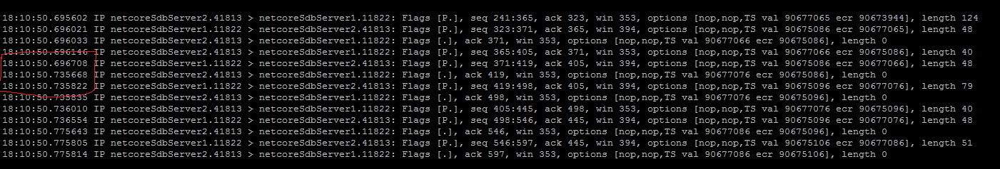 18:10:50.695602 IP netcoreSdbServer2.41813 > netcoreSdbServer1.11822: Flags [P.], seq 241:365, ack 323, win 353, options [nop,nop,TS val 90677065 ecr 90673944], length 124
18:10:50.696021 IP netcoreSdbServer1.11822 > netcoreSdbServer2.41813: Flags [P.], seq 323:371, ack 365, win 394, options [nop,nop,TS val 90675086 ecr 90677065], length 48
18:10:50.696033 IP netcoreSdbServer2.41813 > netcoreSdbServer1.11822: Flags [.], ack 371, win 353, options [nop,nop,TS val 90677066 ecr 90675086], length 0
18:10:50.696146 IP netcoreSdbServer2.41813 > netcoreSdbServer1.11822: Flags [P.], seq 365:405, ack 371, win 353, options [nop,nop,TS val 90677066 ecr 90675086], length 40
18:10:50.696708 IP netcoreSdbServer1.11822 > netcoreSdbServer2.41813: Flags [P.], seq 371:419, ack 405, win 394, options [nop,nop,TS val 90675086 ecr 90677066], length 48
18:10:50.735668 IP netcoreSdbServer2.41813 > netcoreSdbServer1.11822: Flags [.], ack 419, win 353, options [nop,nop,TS val 90677076 ecr 90675086], length 0
18:10:50.735822 IP netcoreSdbServer1.11822 > netcoreSdbServer2.41813: Flags [P.], seq 419:498, ack 405, win 394, options [nop,nop,TS val 90675096 ecr 90677076], length 79
18:10:50.735835 IP netcoreSdbServer2.41813 > netcoreSdbServer1.11822: Flags [.], ack 498, win 353, options [nop,nop,TS val 90677076 ecr 90675096], length 0
18:10:50.736010 IP netcoreSdbServer2.41813 > netcoreSdbServer1.11822: Flags [P.], seq 405:445, ack 498, win 353, options [nop,nop,TS val 90677076 ecr 90675096], length 40
18:10:50.736554 IP netcoreSdbServer1.11822 > netcoreSdbServer2.41813: Flags [P.], seq 498:546, ack 445, win 394, options [nop,nop,TS val 90675096 ecr 90677076], length 48
18:10:50.775643 IP netcoreSdbServer2.41813 > netcoreSdbServer1.11822: Flags [.], ack 546, win 353, options [nop,nop,TS val 90677086 ecr 90675096], length 0
18:10:50.775805 IP netcoreSdbServer1.11822 > netcoreSdbServer2.41813: Flags [P.], seq 546:597, ack 445, win 394, options [nop,nop,TS val 90675106 ecr 90677086], length 51
18:10:50.775814 IP netcoreSdbServer2.41813 > netcoreSdbServer1.11822: Flags [.], ack 597, win 353, options [nop,nop,TS val 90677086 ecr 90675106], length 0